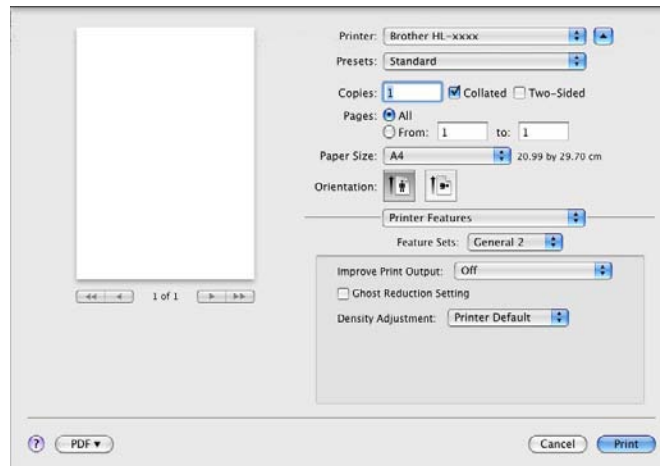 Printer: Brother HL-xxxx
Presets: Standard
Copies: 1 Collated Two-Sided
Pages: All
From: 1 to: 1
Paper Size: A4 20.99 by 29.70 cm
Orientation:
Printer Features
Feature Sets: General 2
Improve Print Output: Off
1 of 1
Ghost Reduction Setting
Density Adjustment: Printer Default
? PDF ▾ Cancel Print